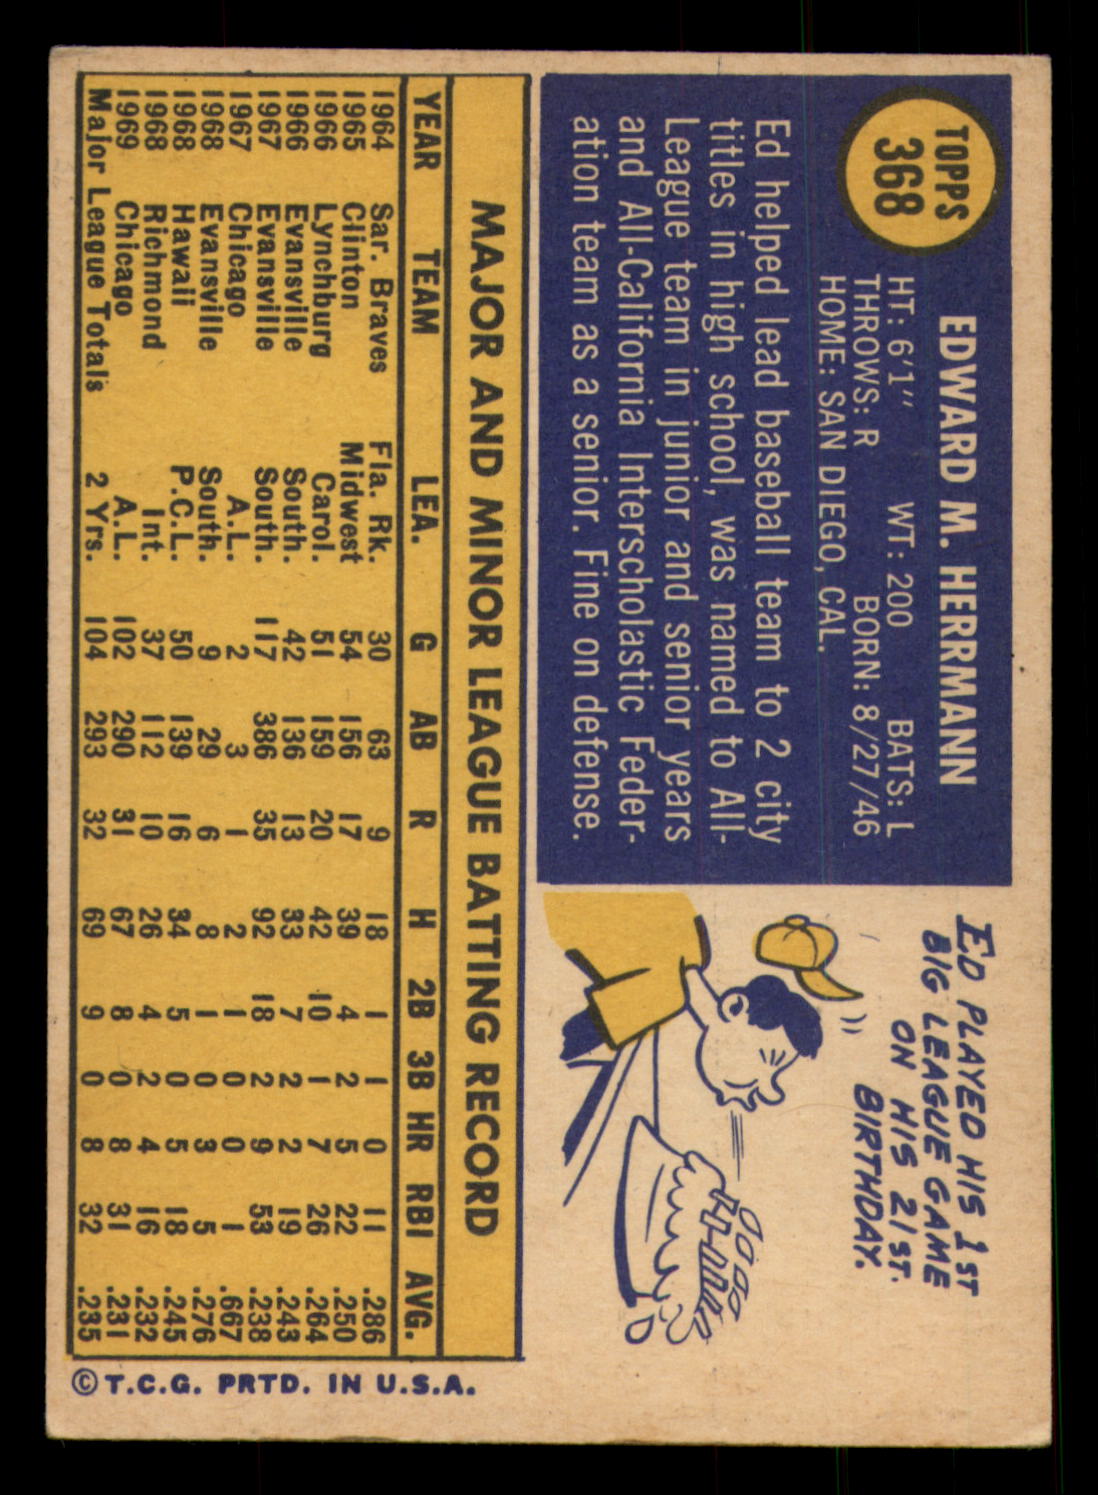 TOPPS
368
EDWARD M. HERRMANN
HT: 6'1" WT: 200 BATS: L
THROWS: R BORN: 8/27/46
HOME: SAN DIEGO, CAL.
Ed helped lead baseball team to 2 city
titles in high school, was named to All-
League team in junior and senior years
and All-California Interscholastic Feder-
ation team as a senior. Fine on defense.
ED PLAYED HIS 1ST
BIG LEAGUE GAME
ON HIS 21ST.
BIRTHDAY.
MAJOR AND MINOR LEAGUE BATTING RECORD
YEAR TEAM LEA. G AB R H 2B 3B HR RBI AVG.
1964 Sar. Braves Fla. Rk. 30 63 9 18 1 1 0 11 .286
1965 Clinton Midwest 54 156 17 39 4 2 5 22 .250
1966 Lynchburg Carol. 51 159 20 42 10 1 7 26 .264
1966 Evansville South. 42 136 13 33 7 2 2 19 .243
1967 Evansville South. 117 386 35 92 18 2 9 53 .238
1967 Chicago A.L. 2 3 1 2 1 0 0 1 .667
1968 Evansville South. 9 29 6 8 1 0 3 5 .276
1968 Hawaii P.C.L. 50 139 16 34 5 0 5 18 .245
1968 Richmond Int. 37 112 10 26 4 2 4 16 .232
1969 Chicago A.L. 102 290 31 67 8 0 8 31 .231
Major League Totals 2 Yrs. 104 293 32 69 9 0 8 32 .235
© T.C.G. PRTD. IN U.S.A.